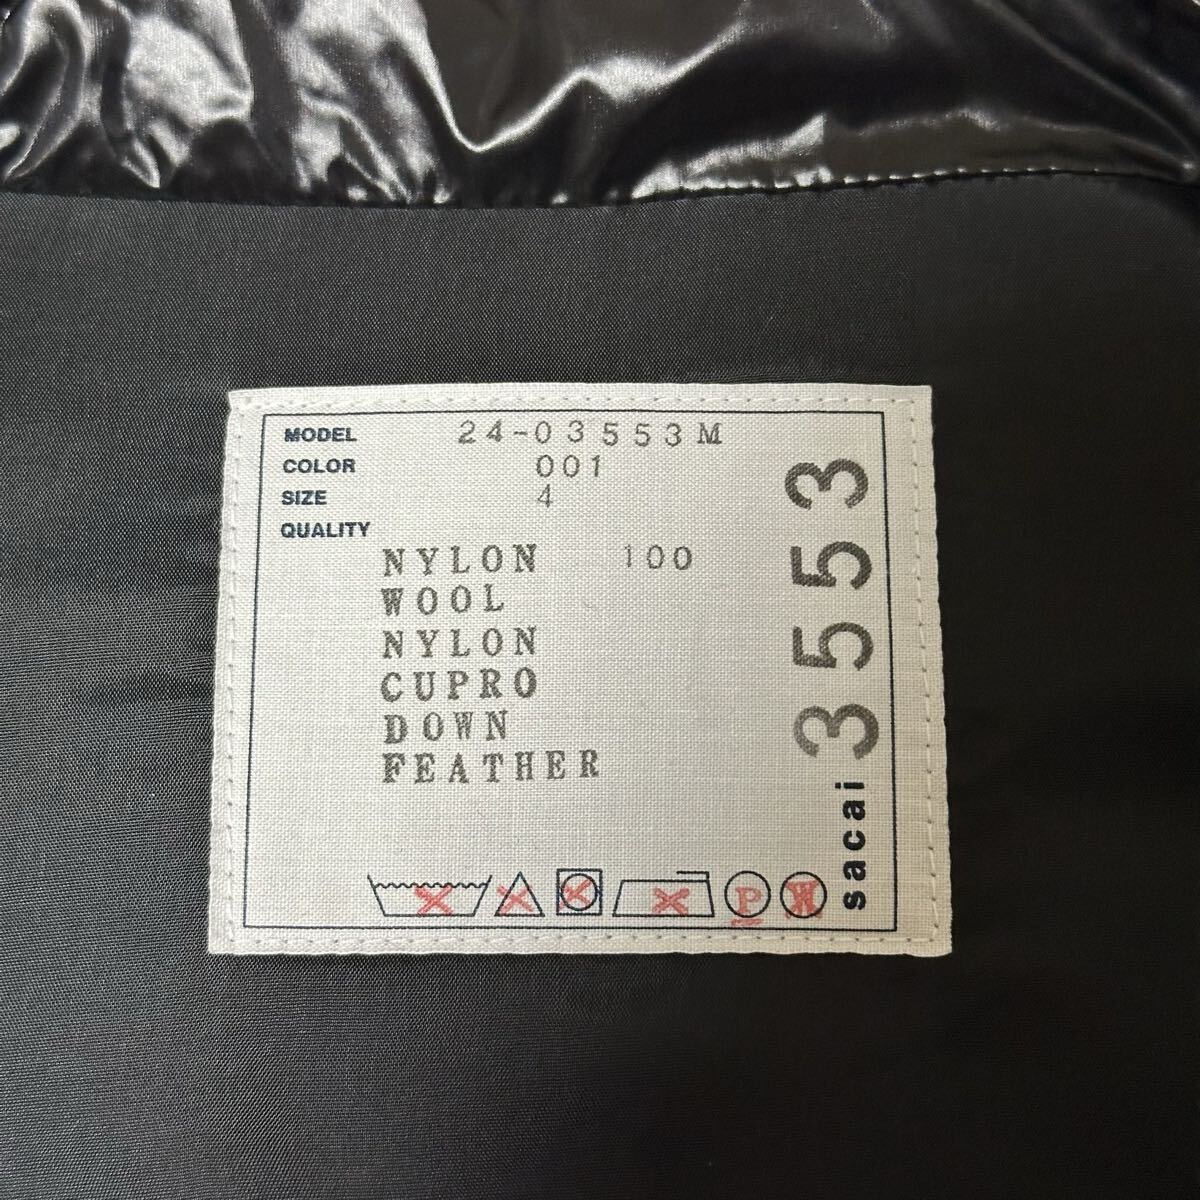 MODEL 24-03553M
COLOR 001
SIZE 4
QUALITY
NYLON 100
WOOL
NYLON
CUPRO
DOWN
FEATHER
sacai 3553
P W